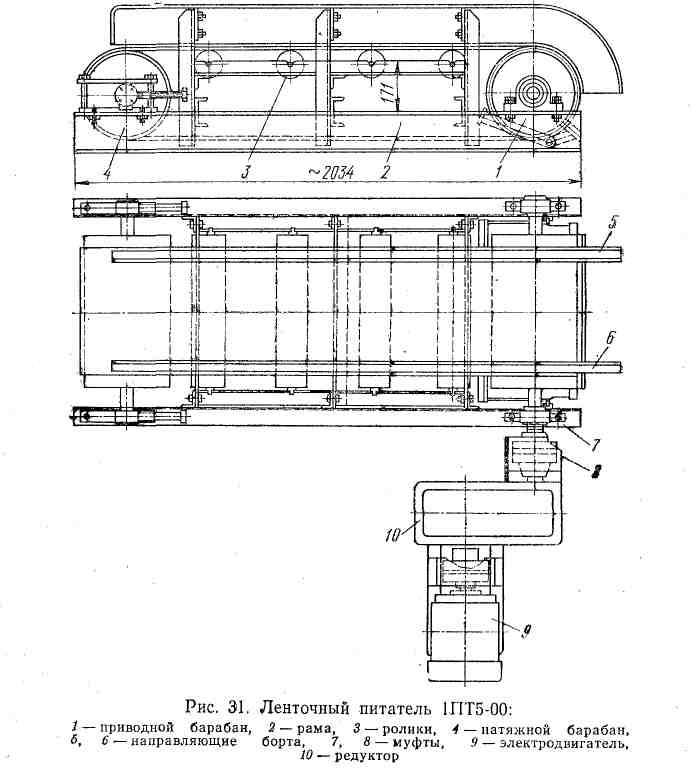 171
4 3 ~2034 2 1
5
6
7
8
10
9
Рис. 31. Ленточный питатель 1ПТ5-00:
1 — приводной барабан, 2 — рама, 3 — ролики, 4 — натяжной барабан,
5, 6 — направляющие борта, 7, 8 — муфты, 9 — электродвигатель,
10 — редуктор